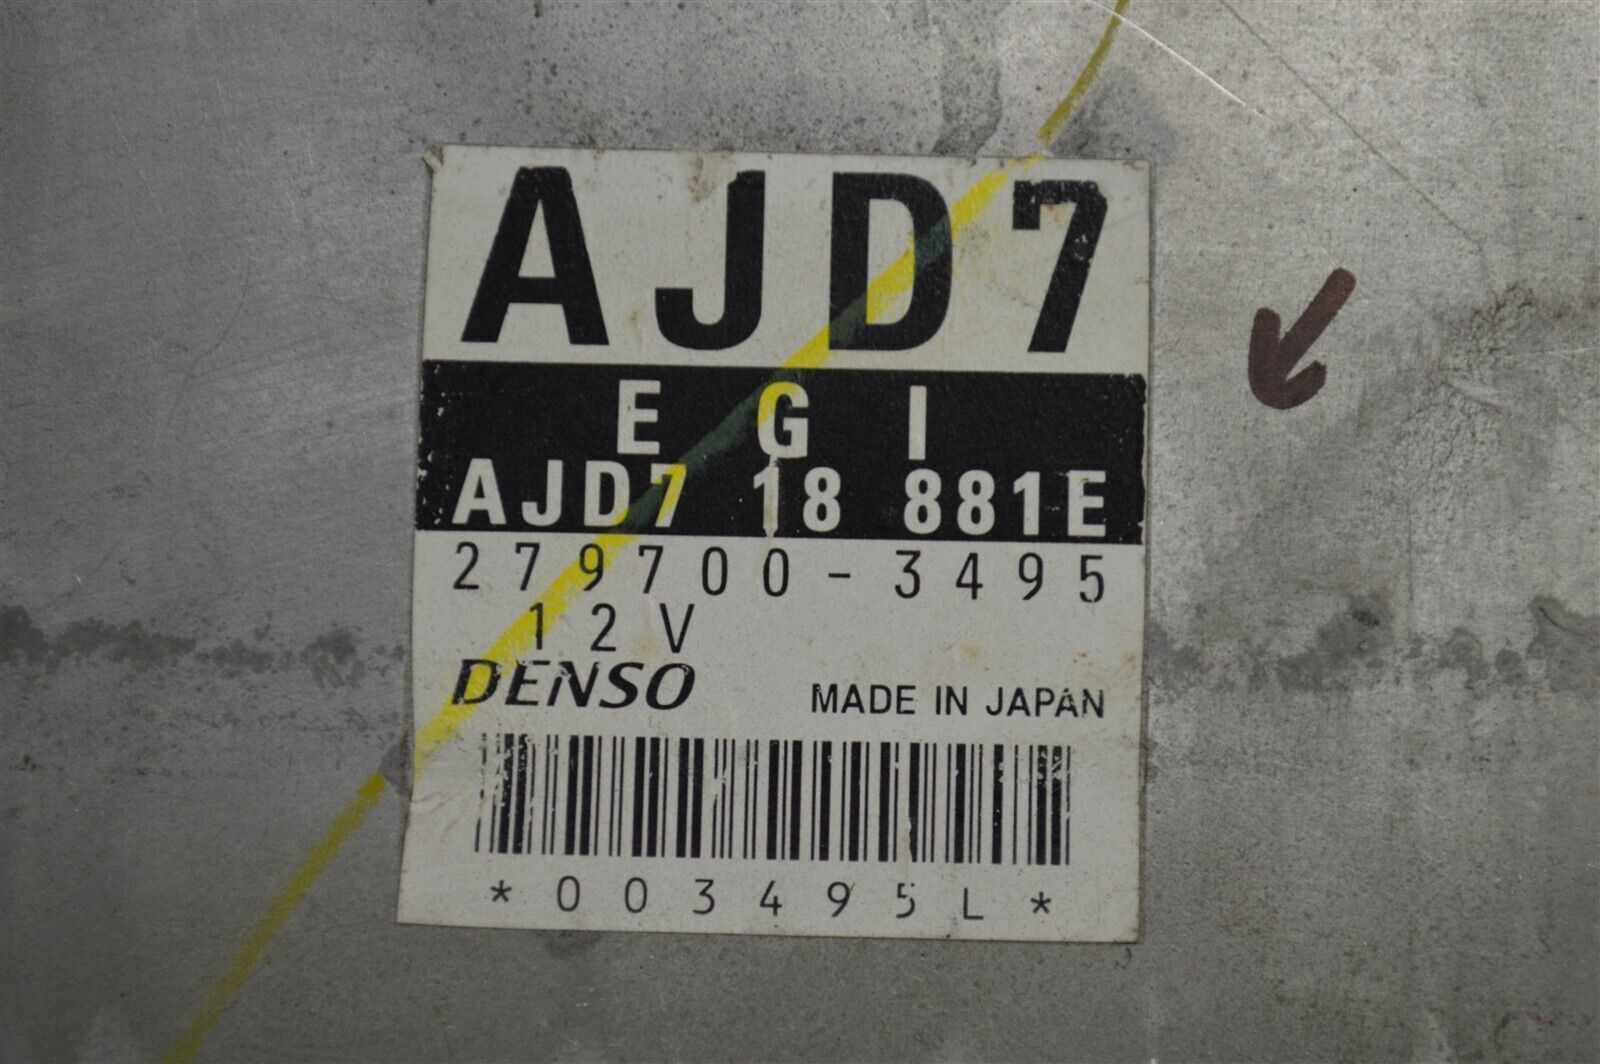 AJD7
E G I
AJD7 18 881E
279700-3495
12V
DENSO MADE IN JAPAN
*003495L*